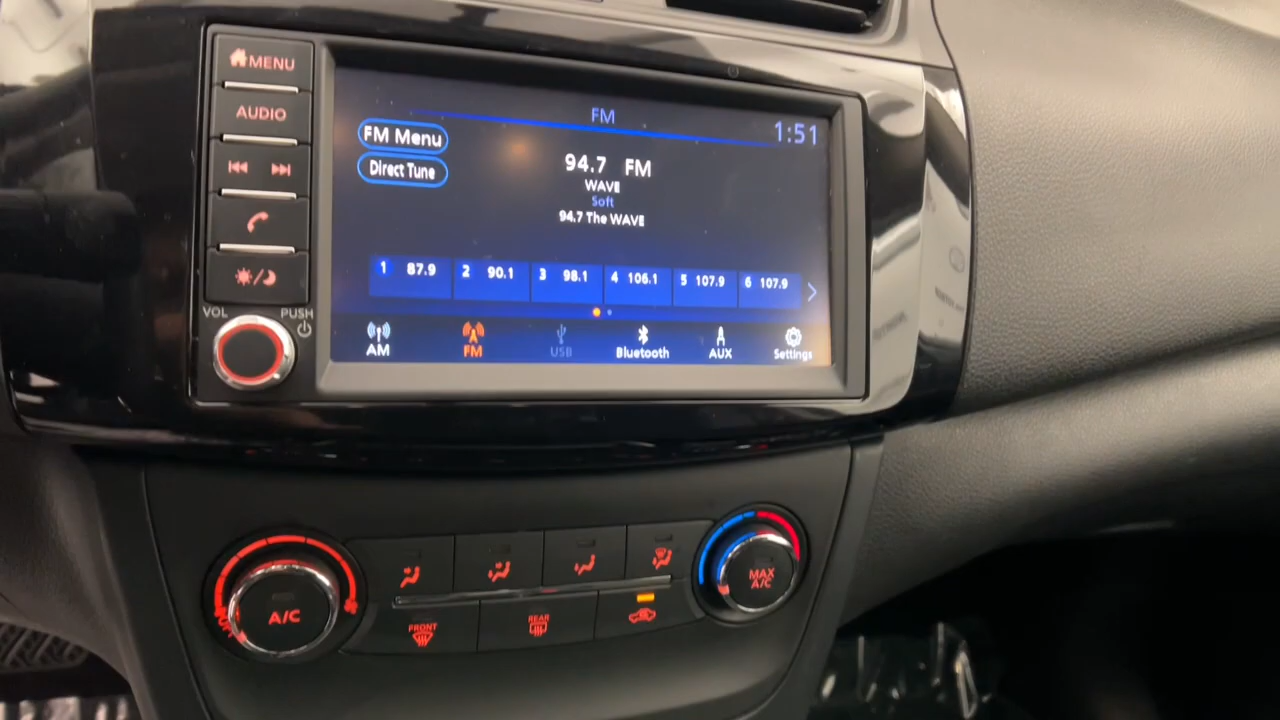 MENU
AUDIO
VOL
PUSH
FM
1:51
FM Menu
Direct Tune
94.7 FM
WAVE
Soft
94.7 The WAVE
1 87.9
2 90.1
3 98.1
4 106.1
5 107.9
6 107.9
AM
FM
USB
Bluetooth
AUX
Settings
A/C
FRONT
REAR
MAX
A/C